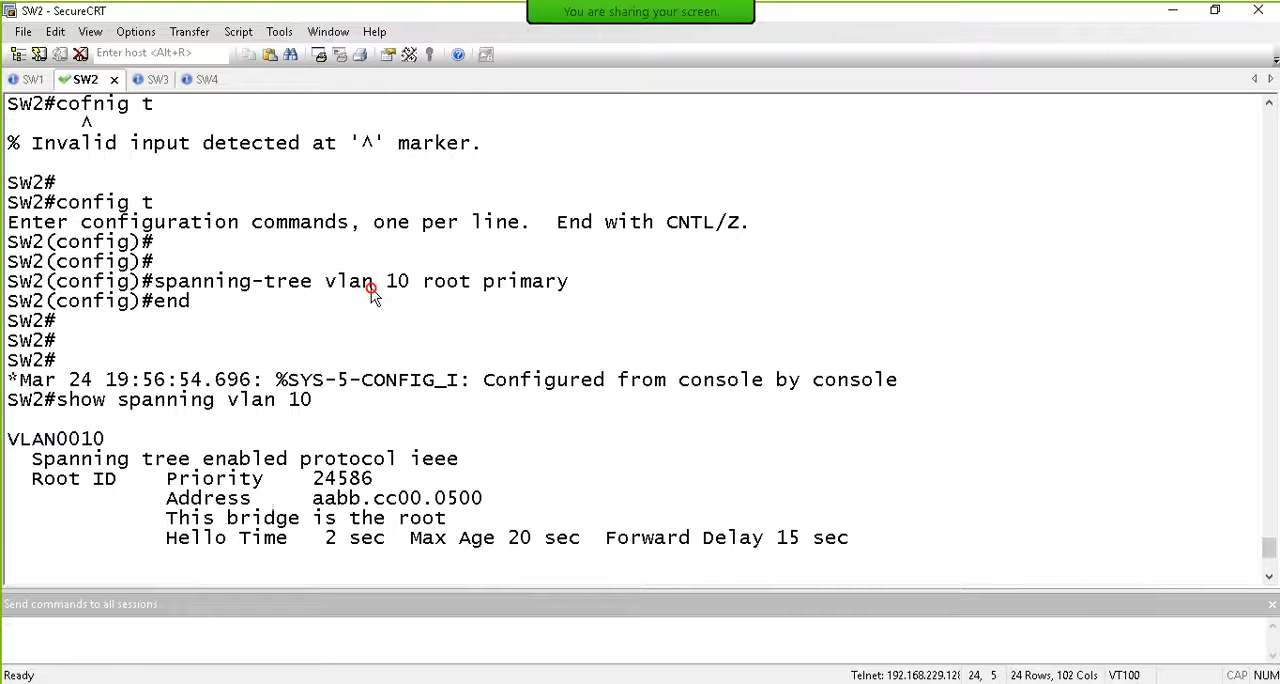 SW2 - SecureCRT
You are sharing your screen.
File Edit View Options Transfer Script Tools Window Help
Enter host <Alt+R>
SW1 SW2 SW3 SW4
SW2#cofnig t
^
% Invalid input detected at '^' marker.
SW2#
SW2#config t
Enter configuration commands, one per line. End with CNTL/Z.
SW2(config)#
SW2(config)#
SW2(config)#spanning-tree vlan 10 root primary
SW2(config)#end
SW2#
SW2#
SW2#
*Mar 24 19:56:54.696: %SYS-5-CONFIG_I: Configured from console by console
SW2#show spanning vlan 10
VLAN0010
Spanning tree enabled protocol ieee
Root ID Priority 24586
Address aabb.cc00.0500
This bridge is the root
Hello Time 2 sec Max Age 20 sec Forward Delay 15 sec
Send commands to all sessions
Ready Telnet: 24, 5 24 Rows, 102 Cols VT100 CAP NUM